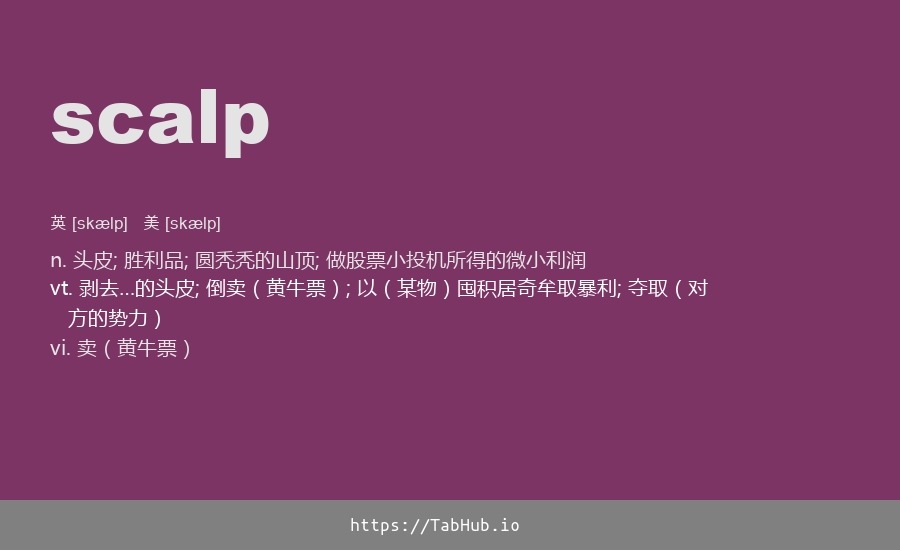 scalp
英 [skælp] 美 [skælp]
n. 头皮; 胜利品; 圆秃秃的山顶; 做股票小投机所得的微小利润
vt. 剥去...的头皮; 倒卖（黄牛票）; 以（某物）囤积居奇牟取暴利; 夺取（对
方的势力）
vi. 卖（黄牛票）
https://TabHub.io